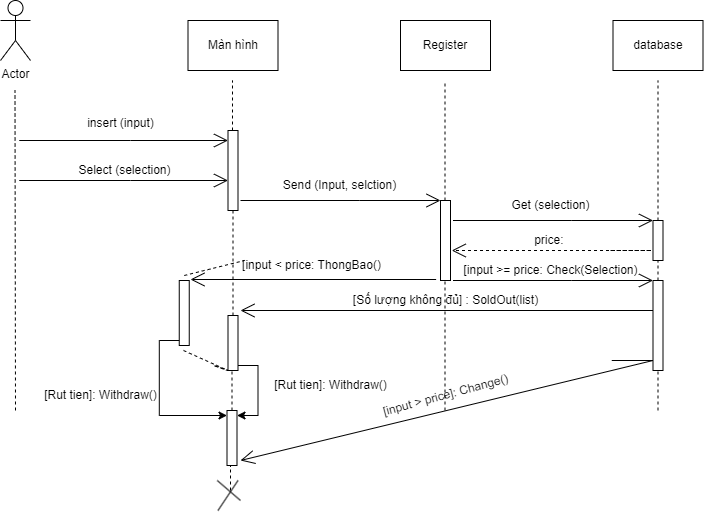 Màn hình
Register
database
Actor
insert (input)
Select (selection)
Send (Input, selction)
Get (selection)
price:
[input < price: ThongBao()
[input >= price: Check(Selection)
[Số lượng không đủ] : SoldOut(list)
[Rut tien]: Withdraw()
[Rut tien]: Withdraw()
[input > price]: Change()